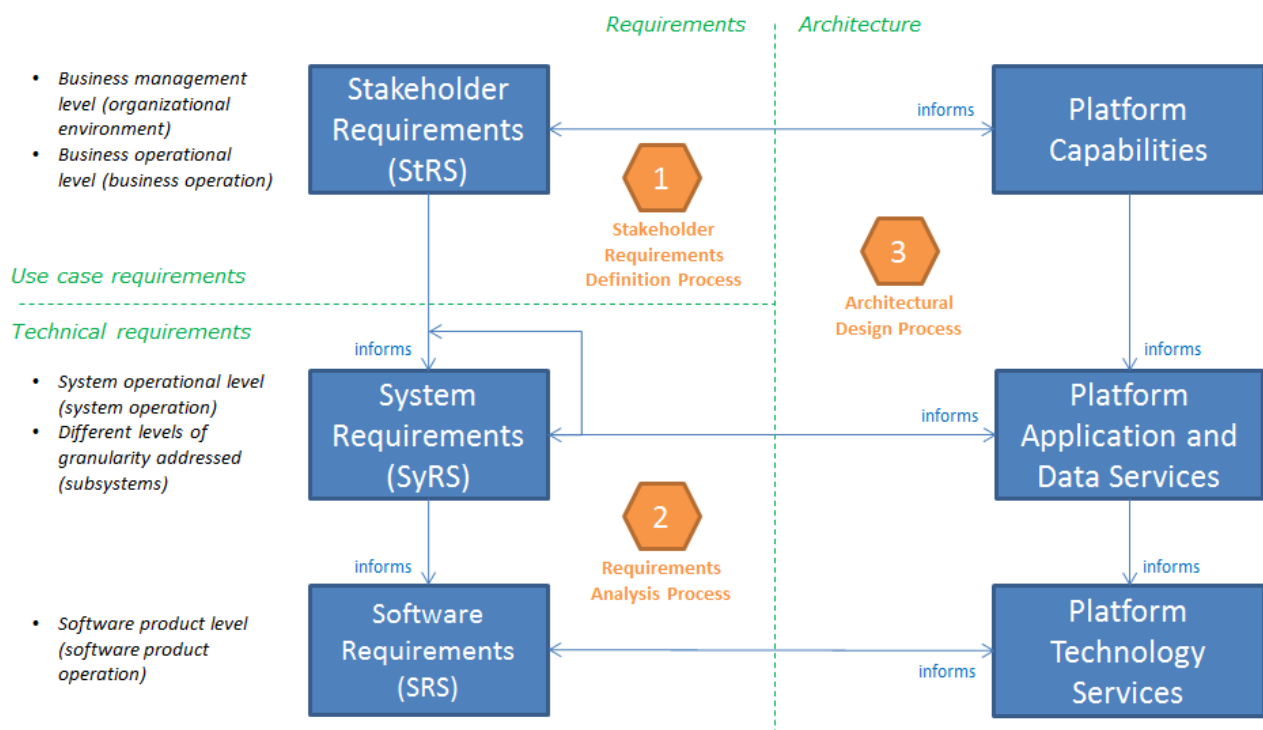 Requirements
Architecture
• Business management
level (organizational
environment)
• Business operational
level (business operation)
Stakeholder
Requirements
(StRS)
informs
Platform
Capabilities
1
Stakeholder
Requirements
Definition Process
3
Architectural
Design Process
Use case requirements
Technical requirements
informs
informs
• System operational level
(system operation)
• Different levels of
granularity addressed
(subsystems)
System
Requirements
(SyRS)
informs
Platform
Application and
Data Services
2
Requirements
Analysis Process
informs
informs
• Software product level
(software product
operation)
Software
Requirements
(SRS)
informs
Platform
Technology
Services